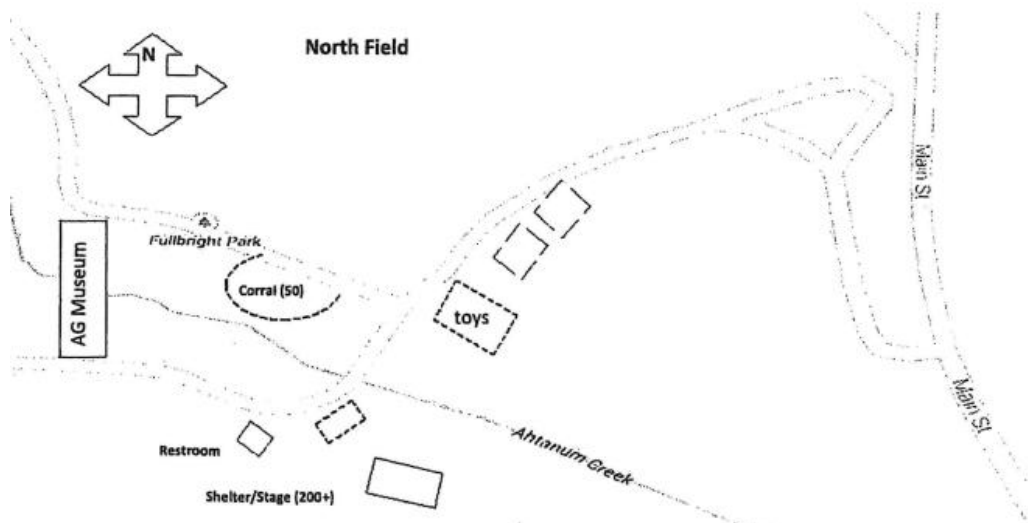 N
North Field
Main St
Fullbright Park
Corral (50)
AG Museum
toys
Main St
Ahtanum Creek
Restroom
Shelter/Stage (200+)